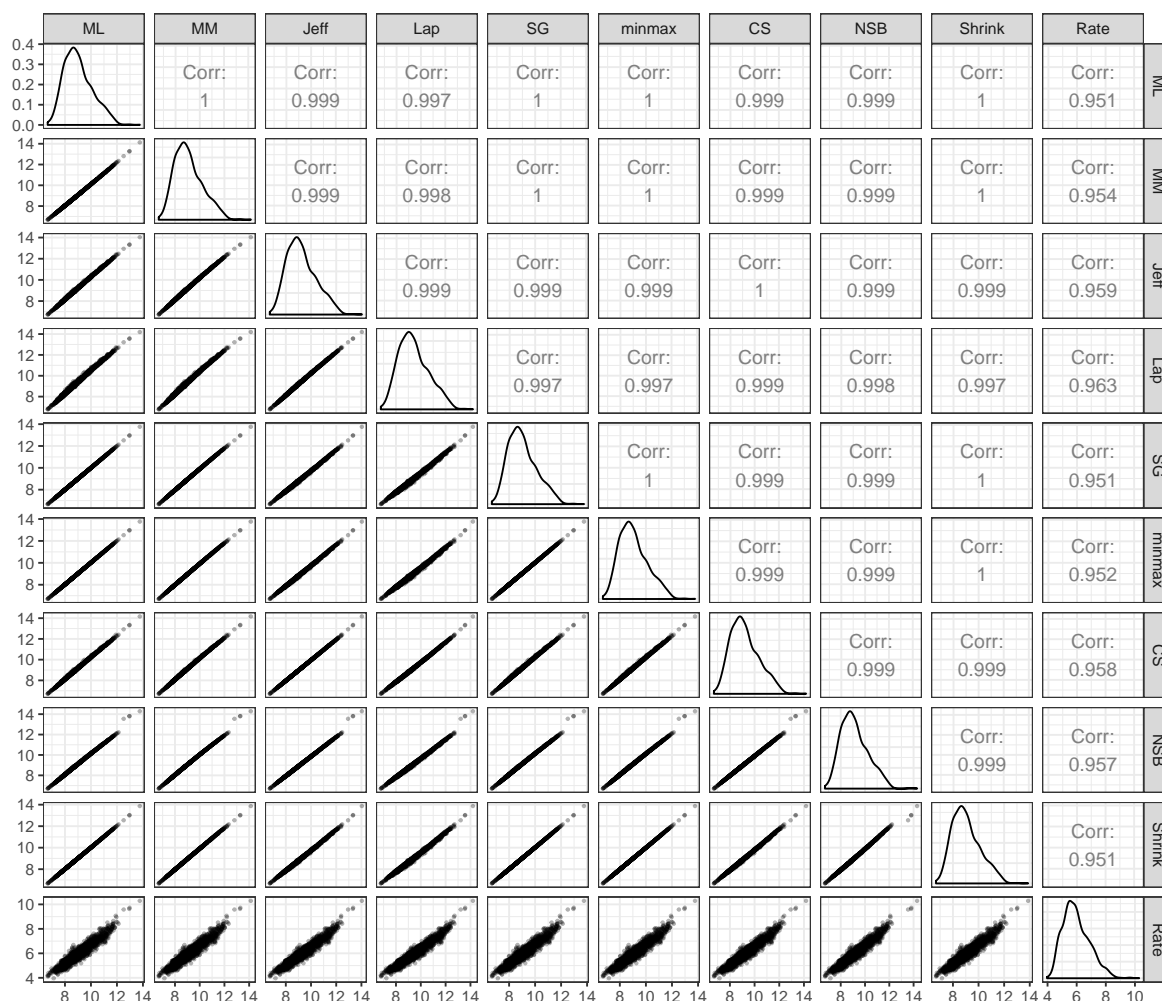 ML MM Jeff Lap SG minmax CS NSB Shrink Rate
0.4
0.3
0.2
0.1
0.0
Corr: Corr: Corr: Corr: Corr: Corr: Corr: Corr: Corr:
1 0.999 0.997 1 1 0.999 0.999 1 0.951
ML
14
12
10
8
Corr: Corr: Corr: Corr: Corr: Corr: Corr: Corr:
0.999 0.998 1 1 0.999 0.999 1 0.954
MM
14
12
10
8
Corr: Corr: Corr: Corr: Corr: Corr: Corr:
0.999 0.999 0.999 1 0.999 0.999 0.959
Jeff
14
12
10
8
Corr: Corr: Corr: Corr: Corr: Corr:
0.997 0.997 0.999 0.998 0.997 0.963
Lap
14
12
10
8
Corr: Corr: Corr: Corr: Corr:
1 0.999 0.999 1 0.951
SG
14
12
10
8
Corr: Corr: Corr: Corr:
0.999 0.999 1 0.952
minmax
14
12
10
8
Corr: Corr: Corr:
0.999 0.999 0.958
CS
14
12
10
8
Corr: Corr:
0.999 0.957
NSB
14
12
10
8
Corr:
0.951
Shrink
10
8
6
4
Rate
8 10 12 14 8 10 12 14 8 10 12 14 8 10 12 14 8 10 12 14 8 10 12 14 8 10 12 14 8 10 12 14 8 10 12 14 4 6 8 10